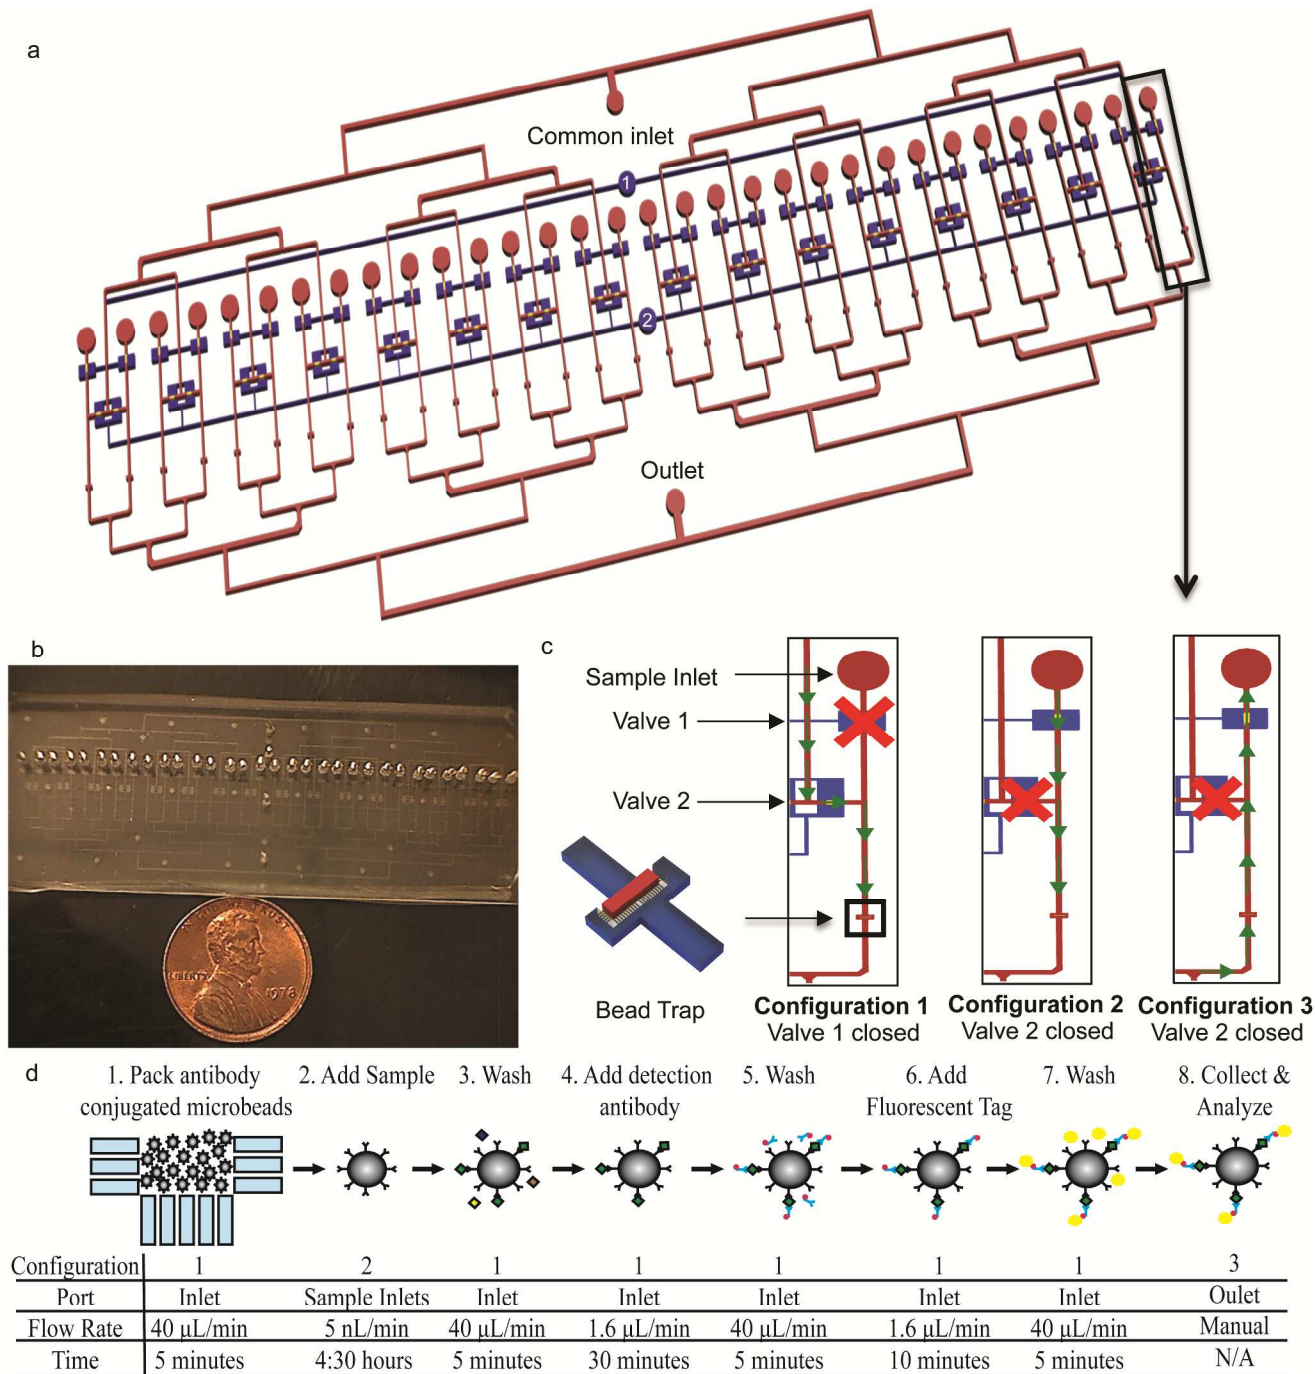 a
Common inlet
1
2
Outlet
b
IN GOD WE TRUST
LIBERTY
1978
c
Sample Inlet
Valve 1
Valve 2
Bead Trap
Configuration 1
Valve 1 closed
Configuration 2
Valve 2 closed
Configuration 3
Valve 2 closed
d
1. Pack antibody
conjugated microbeads
2. Add Sample
3. Wash
4. Add detection
antibody
5. Wash
6. Add
Fluorescent Tag
7. Wash
8. Collect &
Analyze
Configuration 1 2 1 1 1 1 1 3
Port Inlet Sample Inlets Inlet Inlet Inlet Inlet Inlet Oulet
Flow Rate 40 μL/min 5 nL/min 40 μL/min 1.6 μL/min 40 μL/min 1.6 μL/min 40 μL/min Manual
Time 5 minutes 4:30 hours 5 minutes 30 minutes 5 minutes 10 minutes 5 minutes N/A